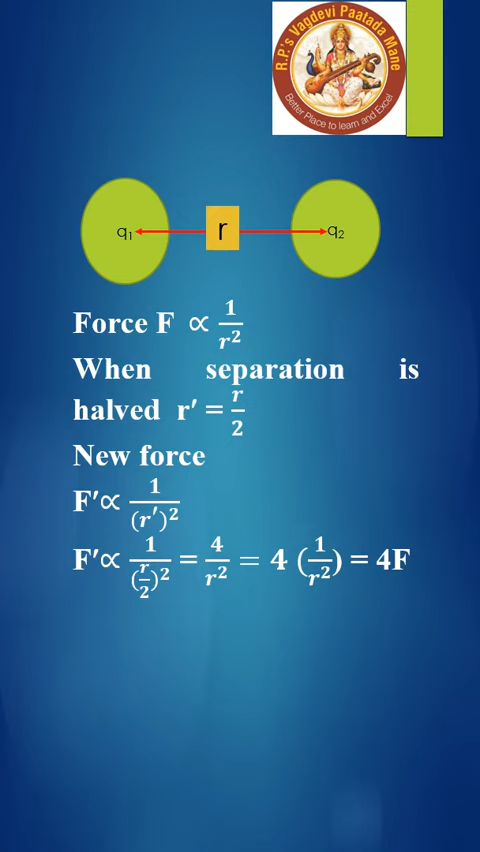 R.P.'s Vagdevi Paatada Mane
Better Place to learn and Excel
q₁ r q₂
Force F ∝ 1/r²
When separation is
halved r′ = r/2
New force
F′∝ 1/(r′)²
F′∝ 1/(r/2)² = 4/r² = 4 (1/r²) = 4F